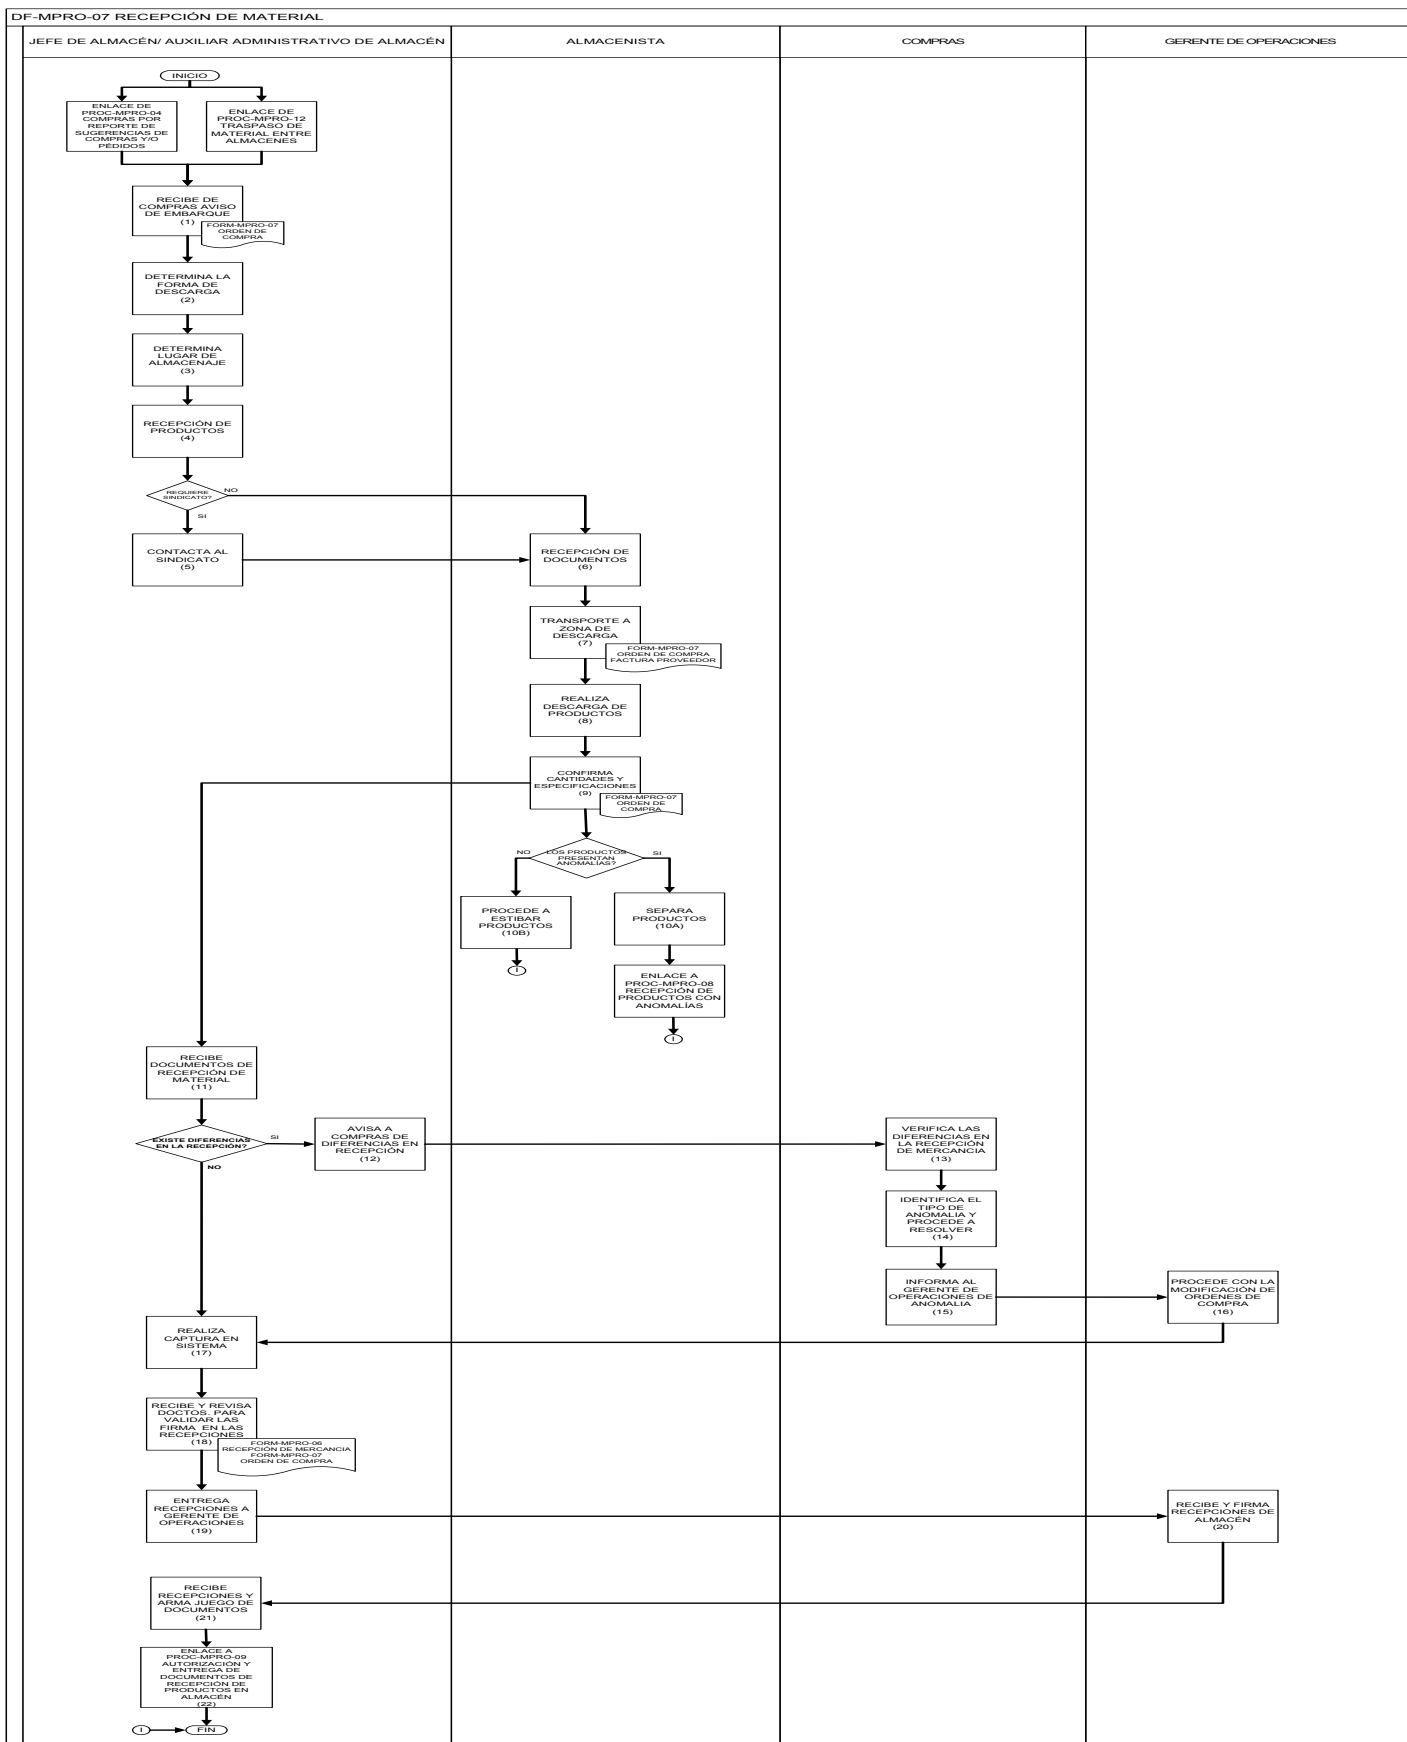 DF-MPRO-07 RECEPCIÓN DE MATERIAL
JEFE DE ALMACÉN/ AUXILIAR ADMINISTRATIVO DE ALMACÉN
ALMACENISTA
COMPRAS
GERENTE DE OPERACIONES
INICIO
ENLACE DE
PROC-MPRO-04
COMPRAS POR
REPORTE DE
SUGERENCIAS DE
COMPRAS Y/O
PÉDIDOS
ENLACE DE
PROC-MPRO-12
TRASPASO DE
MATERIAL ENTRE
ALMACENES
RECIBE DE
COMPRAS AVISO
DE EMBARQUE
(1)
FORM-MPRO-07
ORDEN DE
COMPRA
DETERMINA LA
FORMA DE
DESCARGA
(2)
DETERMINA
LUGAR DE
ALMACENAJE
(3)
RECEPCIÓN DE
PRODUCTOS
(4)
REQUIERE
SINDICATO?
NO
SI
CONTACTA AL
SINDICATO
(5)
RECEPCIÓN DE
DOCUMENTOS
(6)
TRANSPORTE A
ZONA DE
DESCARGA
(7)
FORM-MPRO-07
ORDEN DE COMPRA
FACTURA PROVEEDOR
REALIZA
DESCARGA DE
PRODUCTOS
(8)
CONFIRMA
CANTIDADES Y
ESPECIFICACIONES
(9)
FORM-MPRO-07
ORDEN DE
COMPRA
LOS PRODUCTOS
PRESENTAN
ANOMALÍAS?
NO
SI
PROCEDE A
ESTIBAR
PRODUCTOS
(10B)
I
SEPARA
PRODUCTOS
(10A)
ENLACE A
PROC-MPRO-08
RECEPCIÓN DE
PRODUCTOS CON
ANOMALÍAS
I
RECIBE
DOCUMENTOS DE
RECEPCIÓN DE
MATERIAL
(11)
EXISTE DIFERENCIAS
EN LA RECEPCIÓN?
SI
NO
AVISA A
COMPRAS DE
DIFERENCIAS EN
RECEPCIÓN
(12)
VERIFICA LAS
DIFERENCIAS EN
LA RECEPCIÓN
DE MERCANCIA
(13)
IDENTIFICA EL
TIPO DE
ANOMALIA Y
PROCEDE A
RESOLVER
(14)
INFORMA AL
GERENTE DE
OPERACIONES DE
ANOMALIA
(15)
PROCEDE CON LA
MODIFICACIÓN DE
ORDENES DE
COMPRA
(16)
REALIZA
CAPTURA EN
SISTEMA
(17)
RECIBE Y REVISA
DOCTOS. PARA
VALIDAR LAS
FIRMA EN LAS
RECEPCIONES
(18)
FORM-MPRO-06
RECEPCIÓN DE MERCANCIA
FORM-MPRO-07
ORDEN DE COMPRA
ENTREGA
RECEPCIONES A
GERENTE DE
OPERACIONES
(19)
RECIBE Y FIRMA
RECEPCIONES DE
ALMACÉN
(20)
RECIBE
RECEPCIONES Y
ARMA JUEGO DE
DOCUMENTOS
(21)
ENLACE A
PROC-MPRO-09
AUTORIZACIÓN Y
ENTREGA DE
DOCUMENTOS DE
RECEPCIÓN DE
PRODUCTOS EN
ALMACÉN
(22)
I
FIN